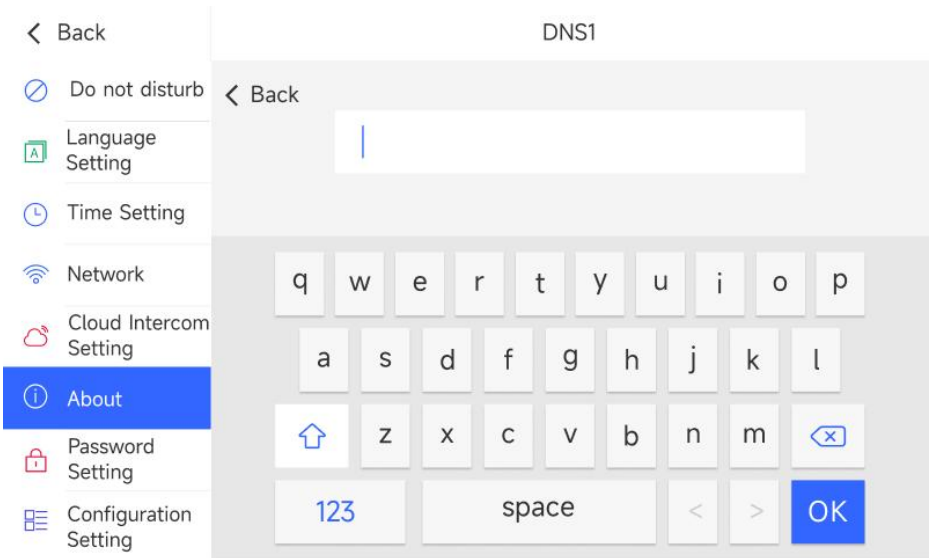 Back
DNS1
Do not disturb
Language
Setting
Time Setting
Network
Cloud Intercom
Setting
About
Password
Setting
Configuration
Setting
Back
q w e r t y u i o p
a s d f g h j k l
z x c v b n m
123 space < > OK